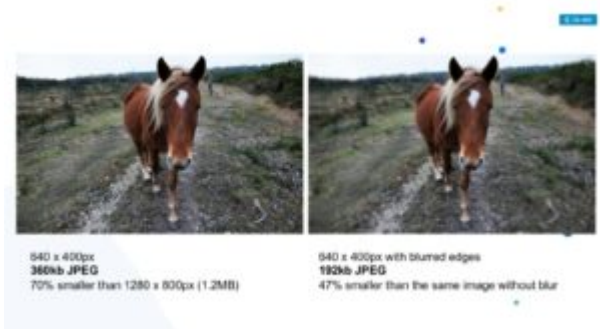 640 x 400px
360kb JPEG
70% smaller than 1280 x 800px (1.2MB)
640 x 400px with blurred edges
192kb JPEG
47% smaller than the same image without blur